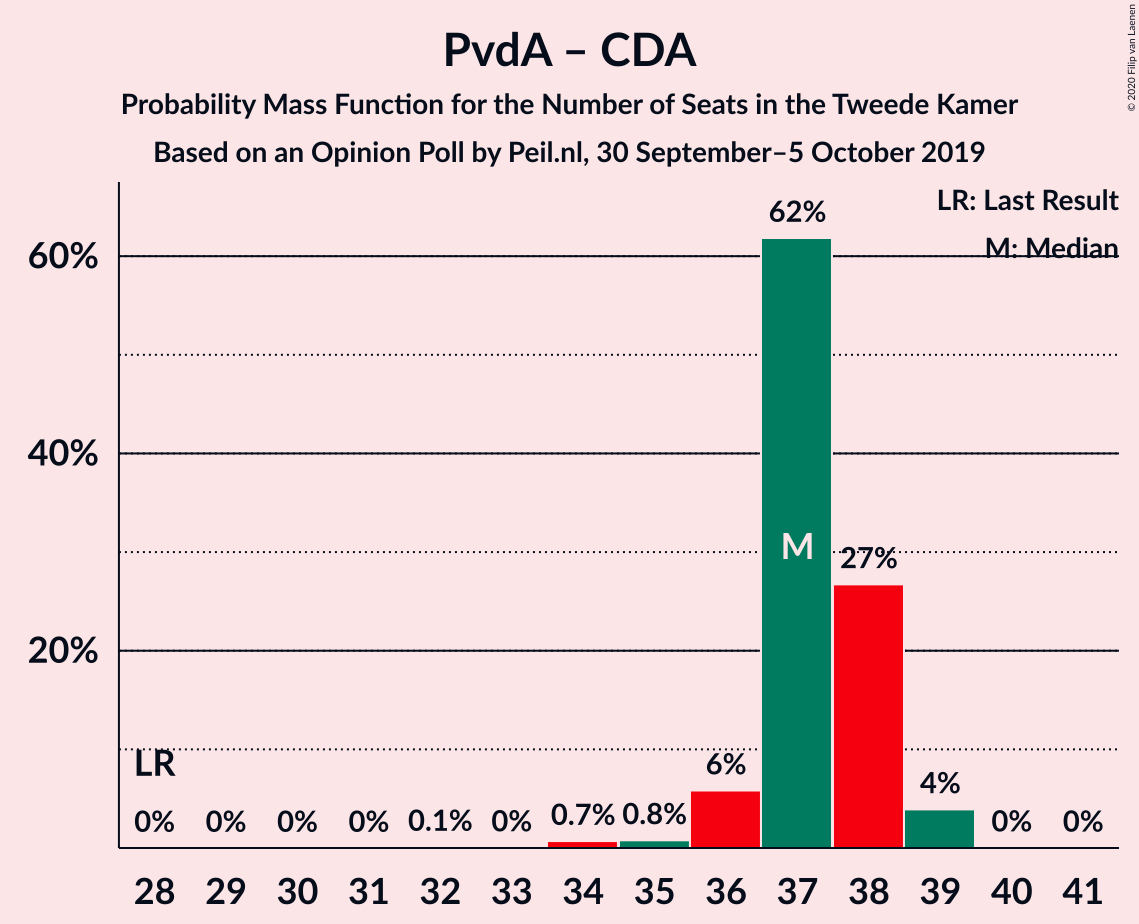 PvdA – CDA
Probability Mass Function for the Number of Seats in the Tweede Kamer
Based on an Opinion Poll by Peil.nl, 30 September–5 October 2019
© 2020 Filip van Laenen
LR: Last Result
M: Median
60%
40%
20%
LR
M
0% 0% 0% 0% 0.1% 0% 0.7% 0.8% 6% 62% 27% 4% 0% 0%
28 29 30 31 32 33 34 35 36 37 38 39 40 41